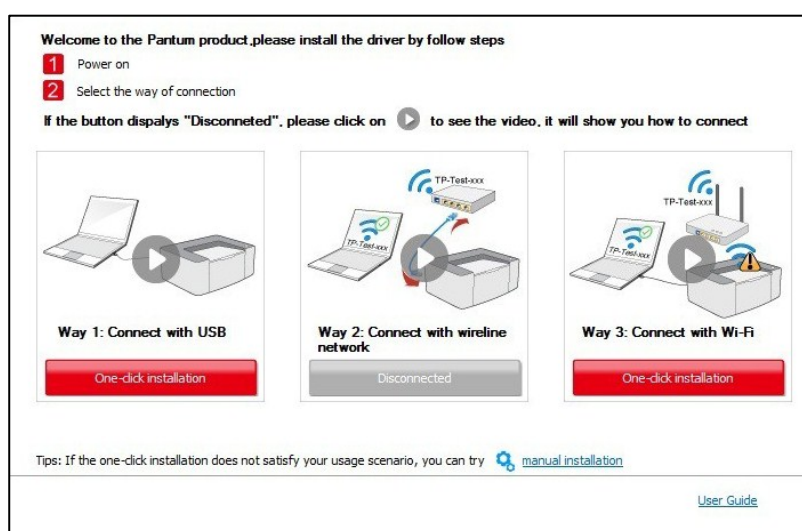 Welcome to the Pantum product,please install the driver by follow steps
1 Power on
2 Select the way of connection
If the button dispalys "Disconneted", please click on to see the video, it will show you how to connect
TP-Test-xxx
TP-Test-xxx
TP-Test-xxx
TP-Test-xxx
Way 1: Connect with USB
Way 2: Connect with wireline
network
Way 3: Connect with Wi-Fi
One-click installation
Disconnected
One-click installation
Tips: If the one-click installation does not satisfy your usage scenario, you can try manual installation
User Guide